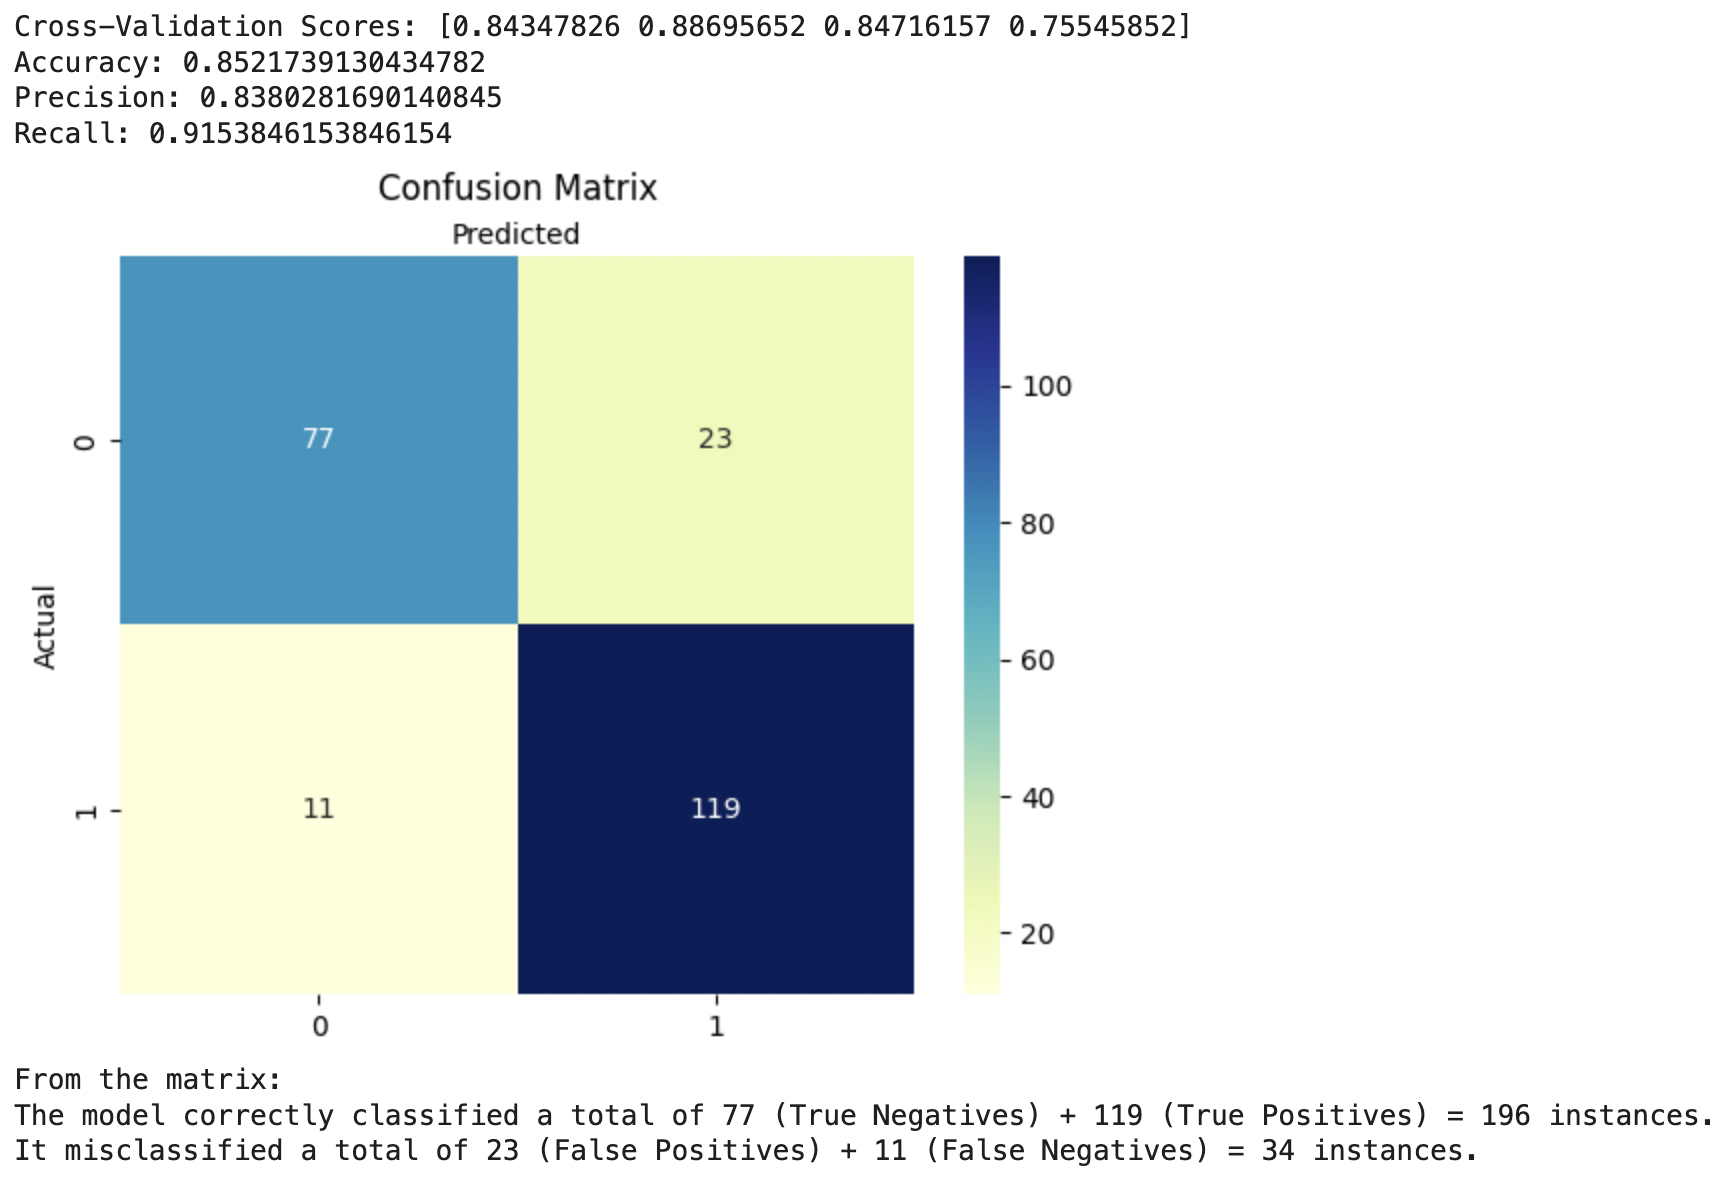 Cross-Validation Scores: [0.84347826 0.88695652 0.84716157 0.75545852]
Accuracy: 0.8521739130434782
Precision: 0.8380281690140845
Recall: 0.9153846153846154
Confusion Matrix
Predicted
100
0
77
23
80
Actual
60
1
11
119
40
20
0
1
From the matrix:
The model correctly classified a total of 77 (True Negatives) + 119 (True Positives) = 196 instances.
It misclassified a total of 23 (False Positives) + 11 (False Negatives) = 34 instances.